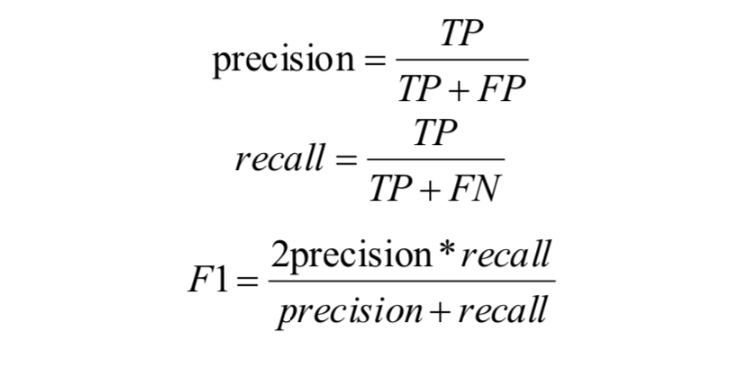 precision = TP / TP + FP
recall = TP / TP + FN
F1 = 2precision * recall / precision + recall